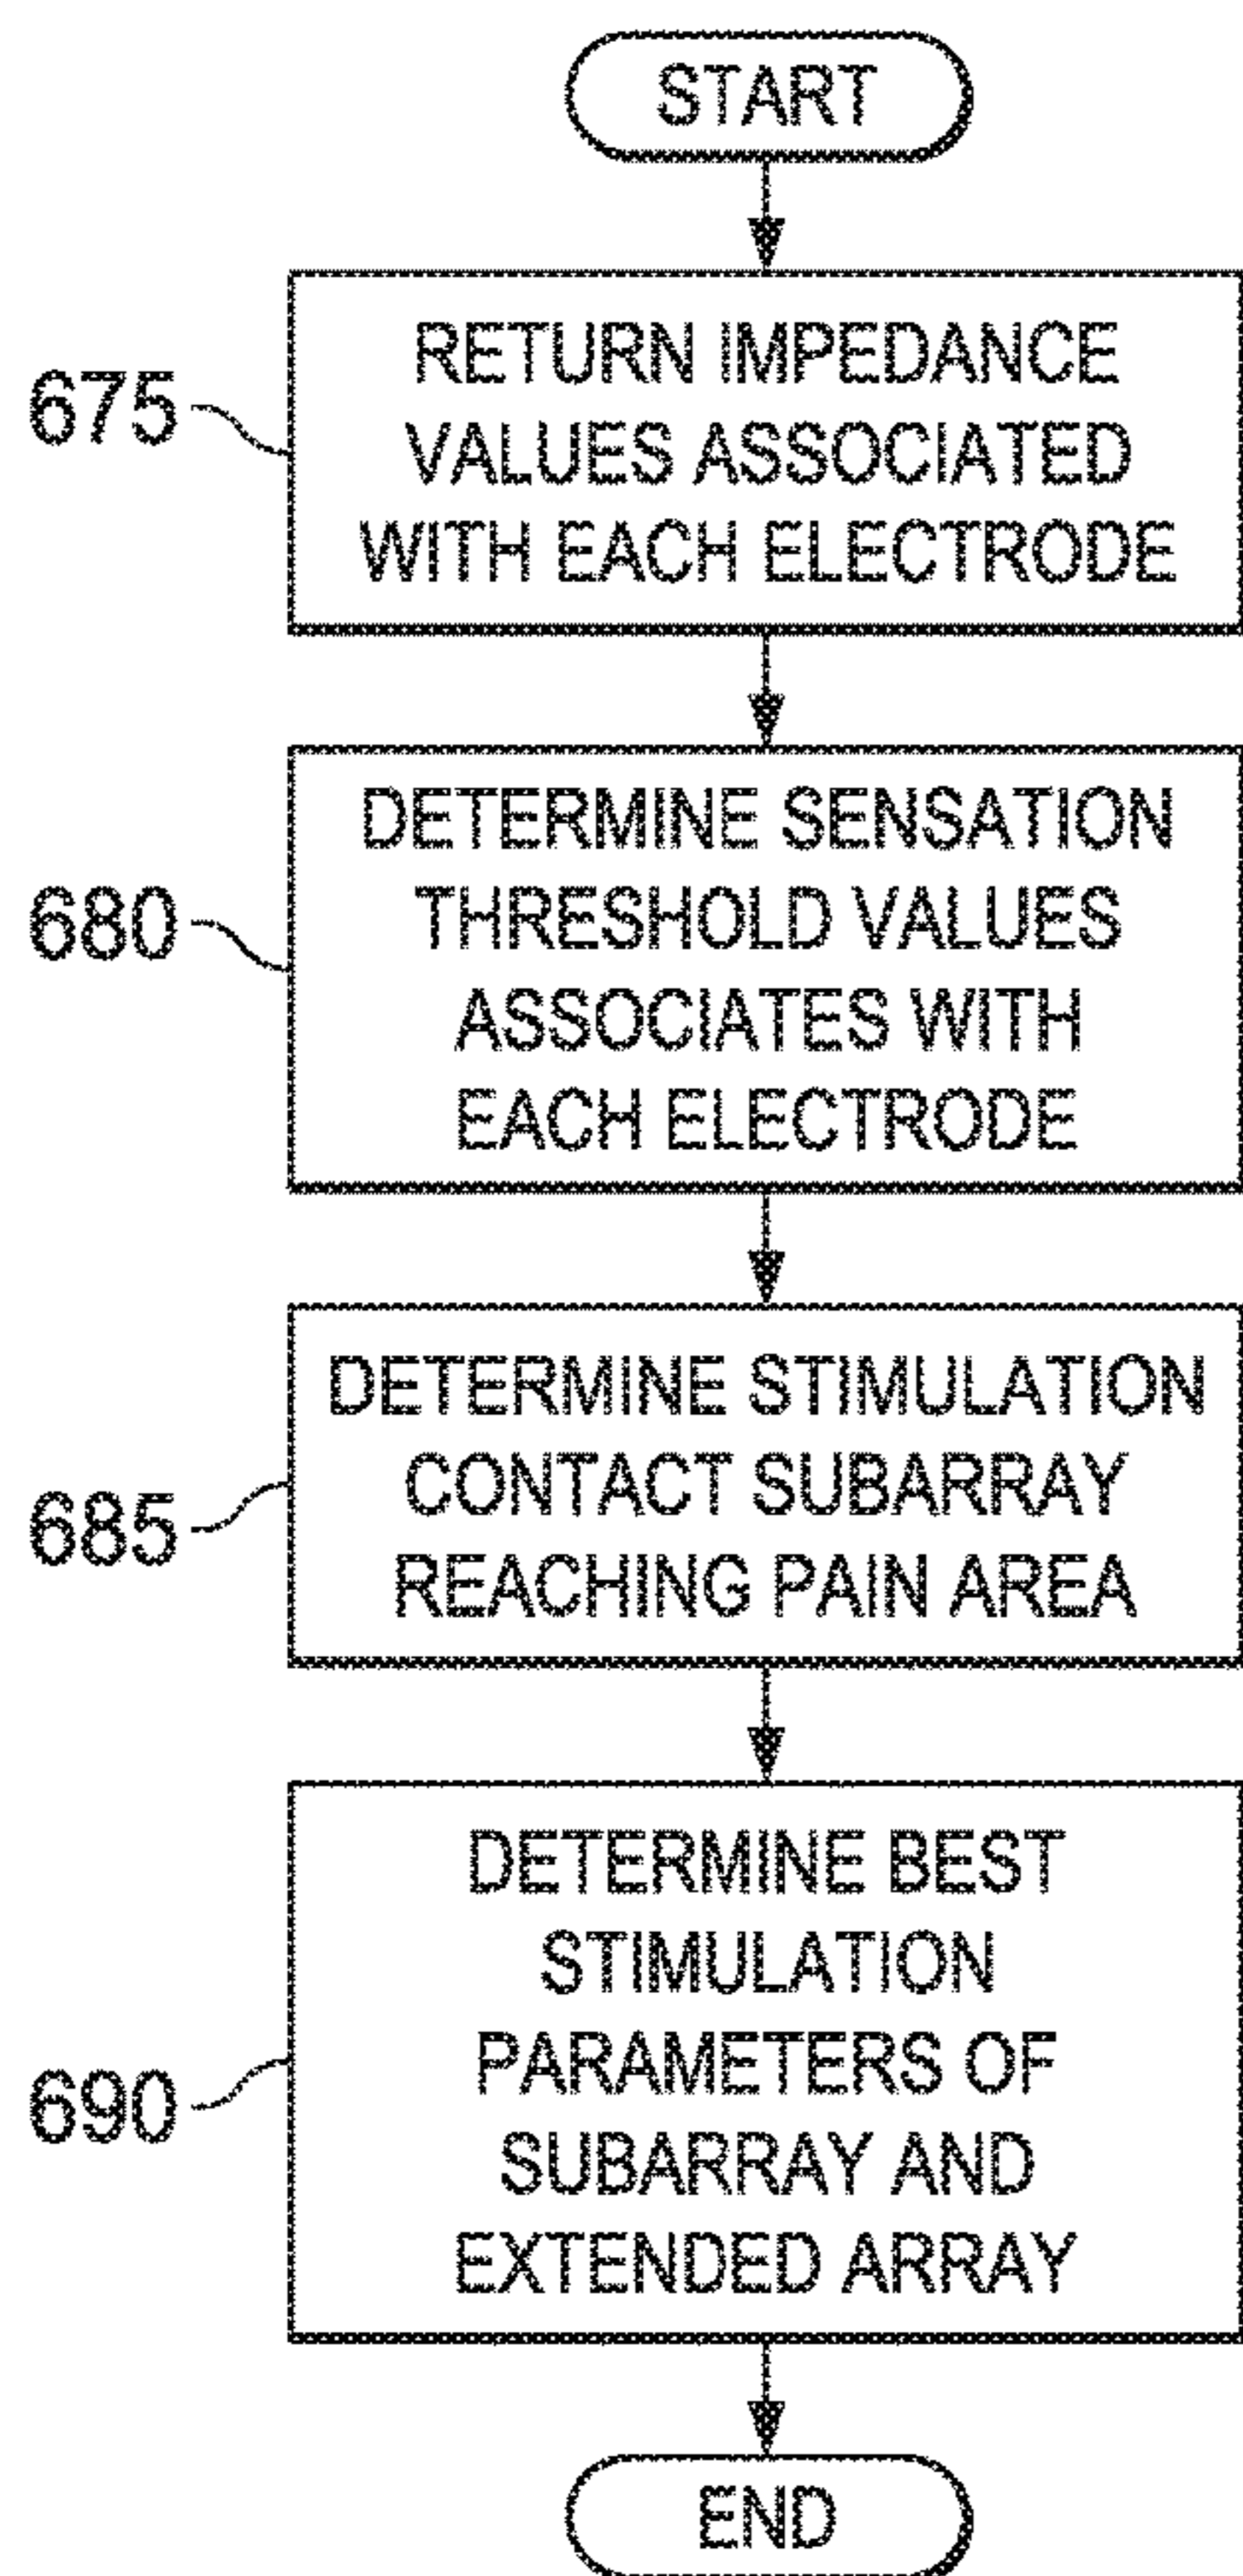 START
675
RETURN IMPEDANCE
VALUES ASSOCIATED
WITH EACH ELECTRODE
680
DETERMINE SENSATION
THRESHOLD VALUES
ASSOCIATES WITH
EACH ELECTRODE
685
DETERMINE STIMULATION
CONTACT SUBARRAY
REACHING PAIN AREA
690
DETERMINE BEST
STIMULATION
PARAMETERS OF
SUBARRAY AND
EXTENDED ARRAY
END